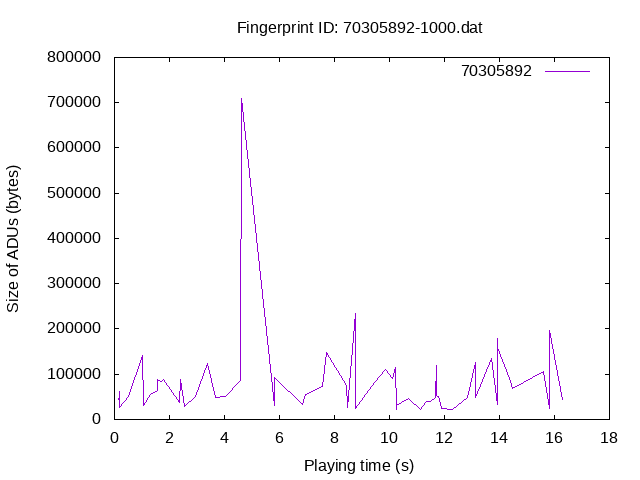 Fingerprint ID: 70305892-1000.dat
800000
70305892
700000
600000
500000
400000
300000
200000
100000
0
Size of ADUs (bytes)
0 2 4 6 8 10 12 14 16 18
Playing time (s)